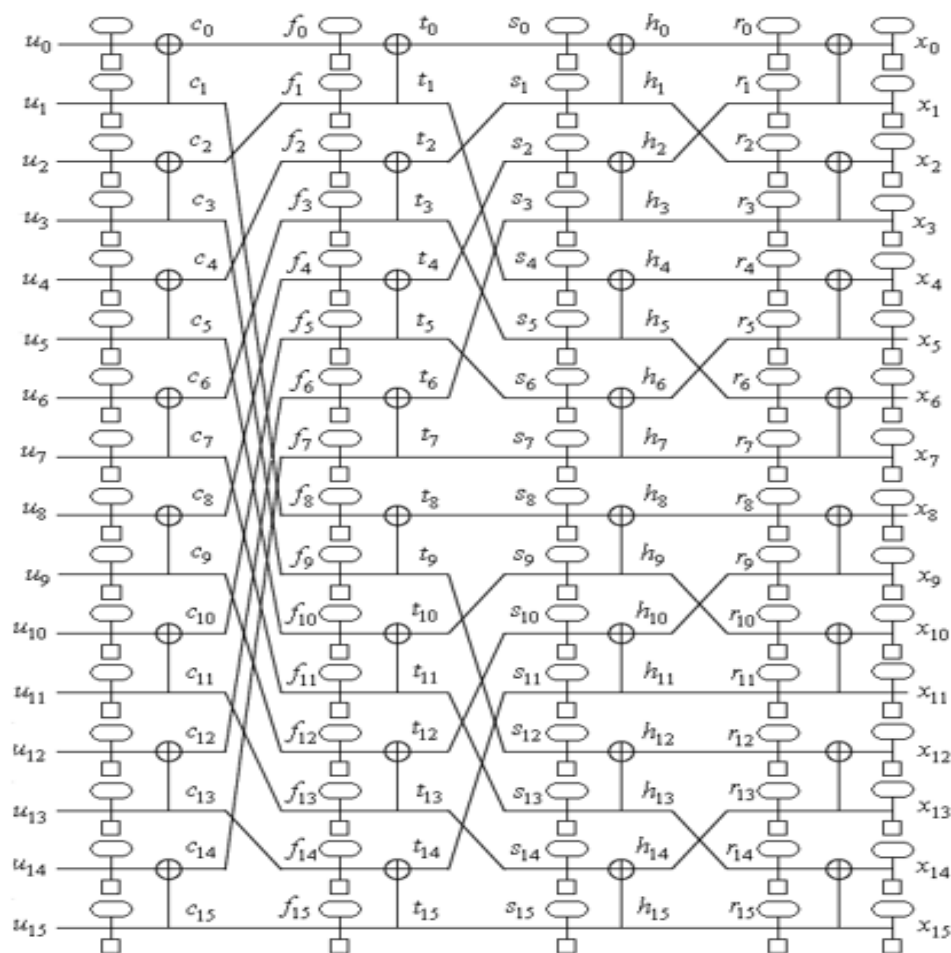 u₀ c₀ f₀ t₀ s₀ h₀ r₀ x₀
u₁ c₁ f₁ t₁ s₁ h₁ r₁ x₁
u₂ c₂ f₂ t₂ s₂ h₂ r₂ x₂
u₃ c₃ f₃ t₃ s₃ h₃ r₃ x₃
u₄ c₄ f₄ t₄ s₄ h₄ r₄ x₄
u₅ c₅ f₅ t₅ s₅ h₅ r₅ x₅
u₆ c₆ f₆ t₆ s₆ h₆ r₆ x₆
u₇ c₇ f₇ t₇ s₇ h₇ r₇ x₇
u₈ c₈ f₈ t₈ s₈ h₈ r₈ x₈
u₉ c₉ f₉ t₉ s₉ h₉ r₉ x₉
u₁₀ c₁₀ f₁₀ t₁₀ s₁₀ h₁₀ r₁₀ x₁₀
u₁₁ c₁₁ f₁₁ t₁₁ s₁₁ h₁₁ r₁₁ x₁₁
u₁₂ c₁₂ f₁₂ t₁₂ s₁₂ h₁₂ r₁₂ x₁₂
u₁₃ c₁₃ f₁₃ t₁₃ s₁₃ h₁₃ r₁₃ x₁₃
u₁₄ c₁₄ f₁₄ t₁₄ s₁₄ h₁₄ r₁₄ x₁₄
u₁₅ c₁₅ f₁₅ t₁₅ s₁₅ h₁₅ r₁₅ x₁₅